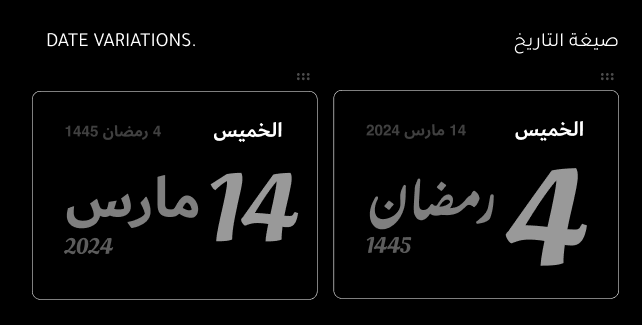 DATE VARIATIONS.
صيغة التاريخ
الخميس
14 مارس 2024
4 رمضان
1445
الخميس
4 رمضان 1445
14 مارس
2024